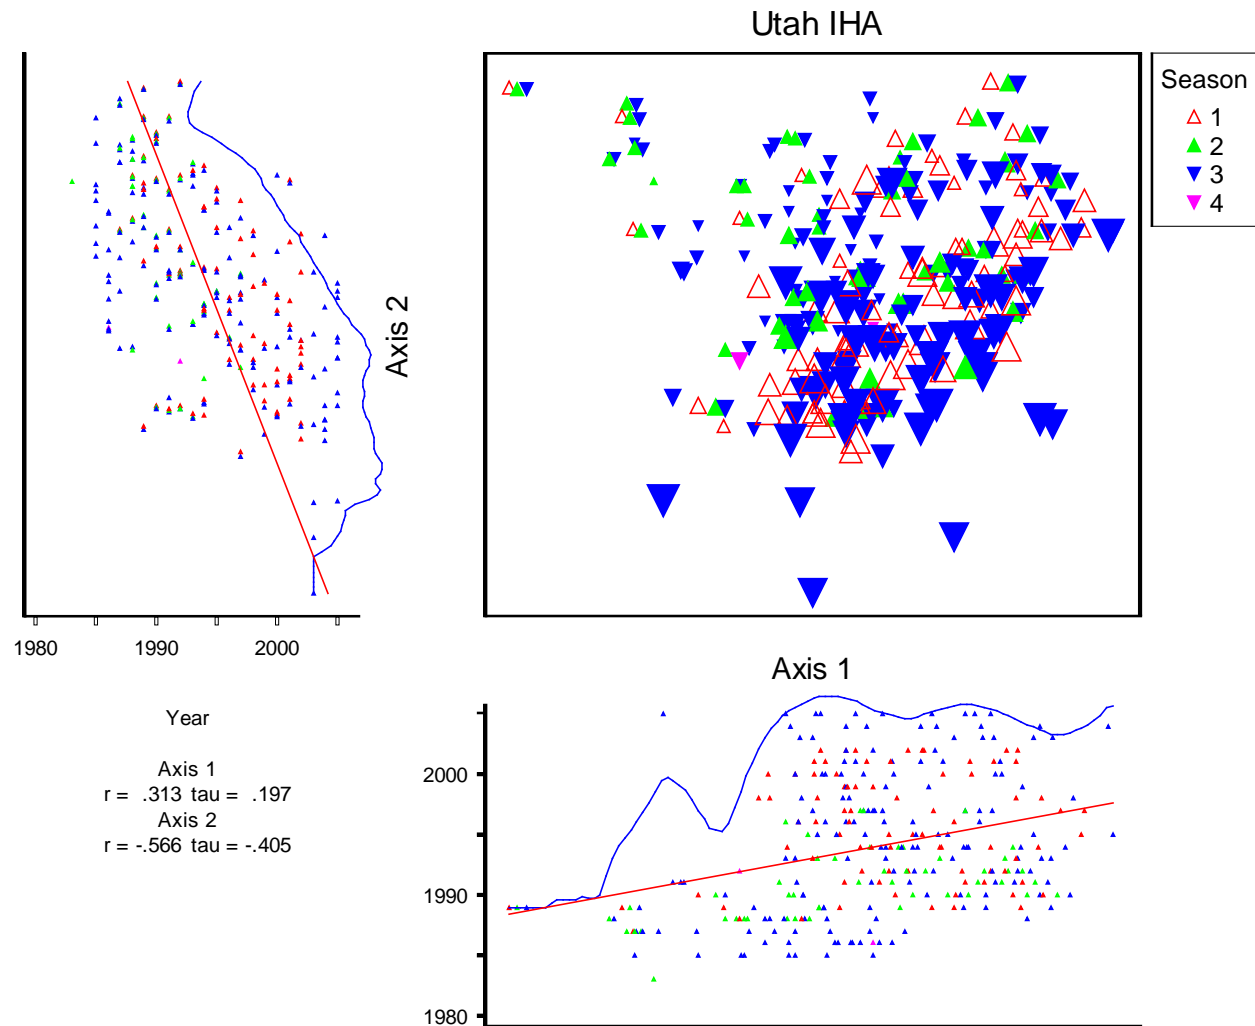 Utah IHA
Season
1
2
3
4
Axis 2
1980
1990
2000
Axis 1
Year
Axis 1
r = .313 tau = .197
Axis 2
r = -.566 tau = -.405
2000
1990
1980